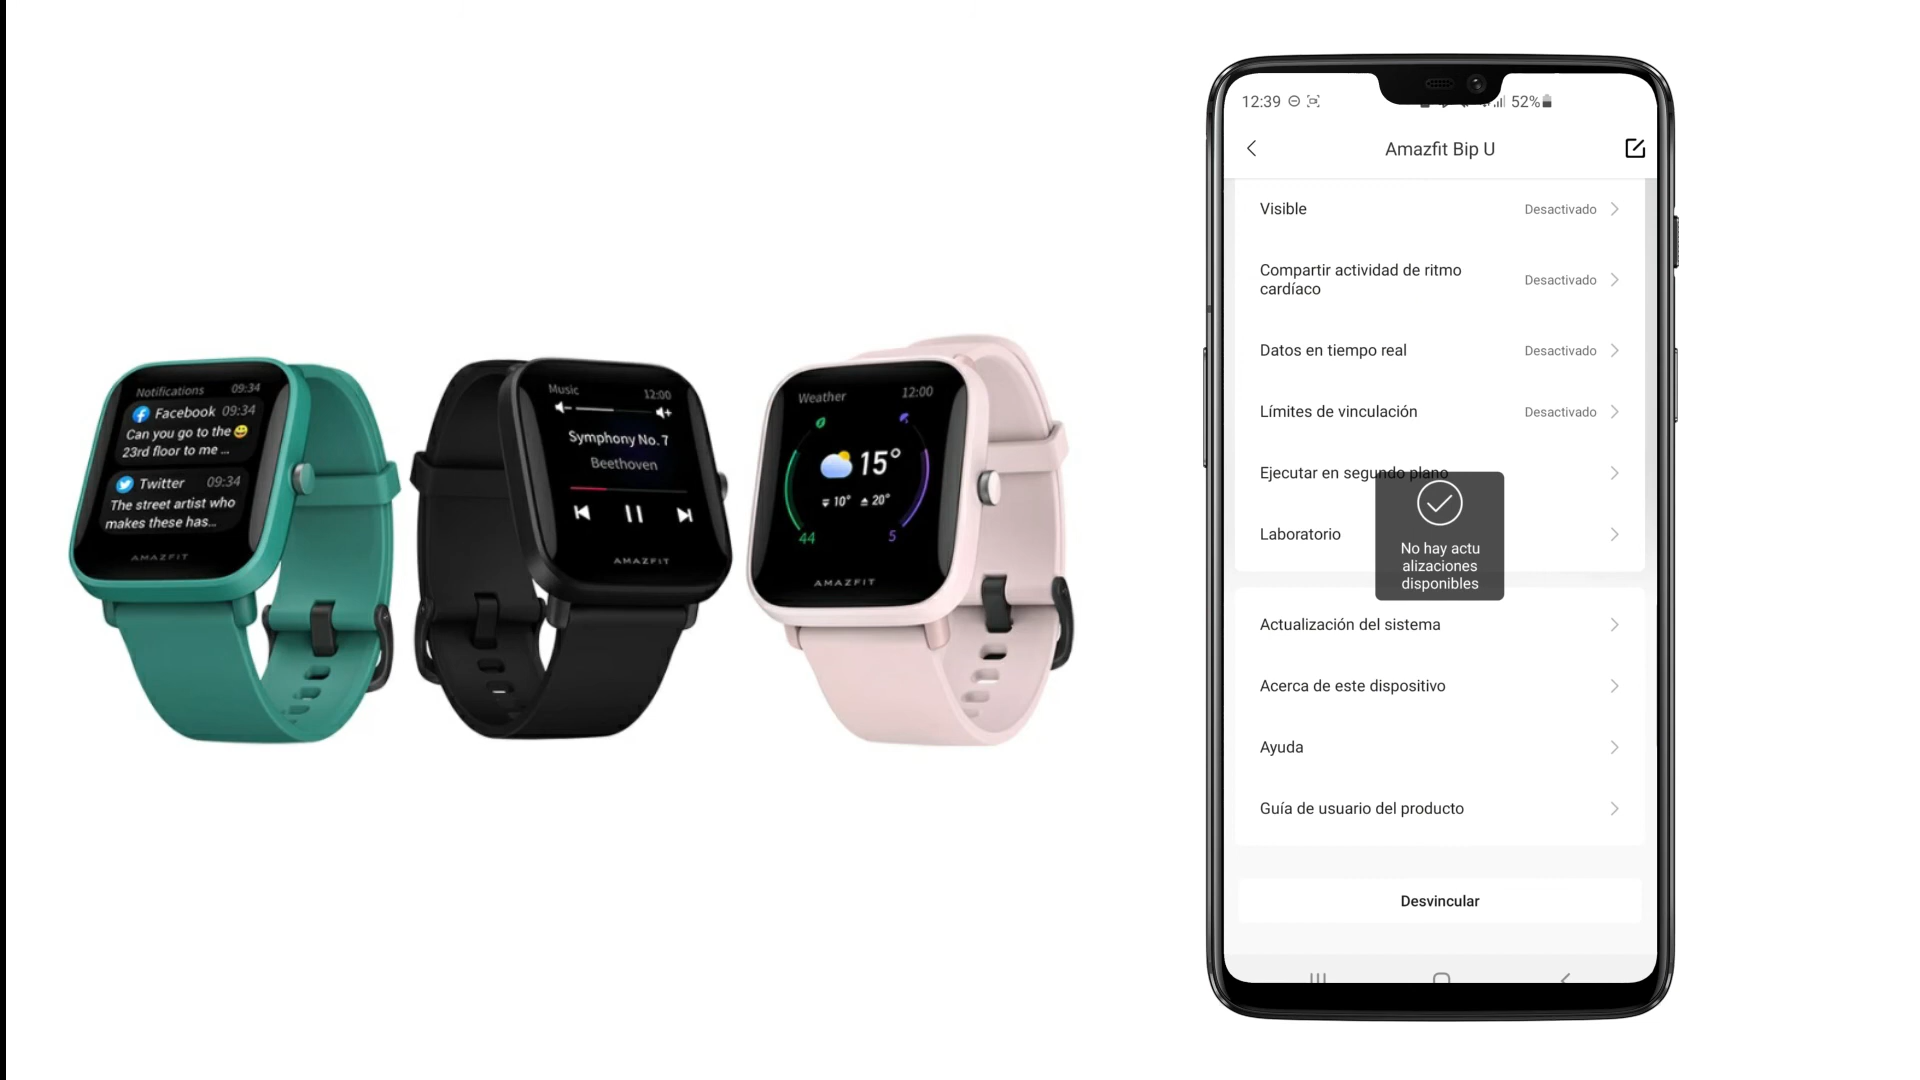 Notifications 09:34
Facebook 09:34
Can you go to the 😀
23rd floor to me ...
Twitter 09:34
The street artist who
makes these has...
AMAZFIT
Music 12:00
Symphony No. 7
Beethoven
AMAZFIT
Weather 12:00
15°
10° 20°
44 5
AMAZFIT
12:39 52%
Amazfit Bip U
Visible Desactivado
Compartir actividad de ritmo
cardíaco Desactivado
Datos en tiempo real Desactivado
Límites de vinculación Desactivado
Ejecutar en segundo plano
Laboratorio
No hay actu
alizaciones
disponibles
Actualización del sistema
Acerca de este dispositivo
Ayuda
Guía de usuario del producto
Desvincular